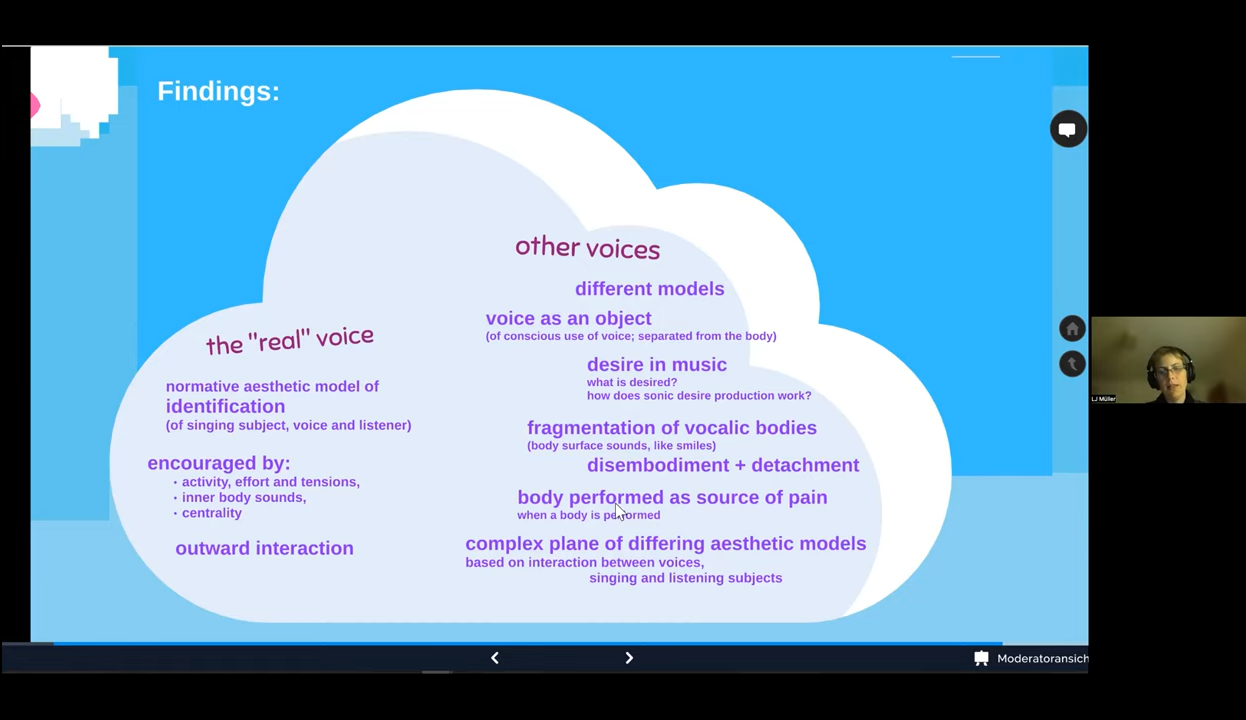 Findings:
the "real" voice
normative aesthetic model of
identification
(of singing subject, voice and listener)
encouraged by:
· activity, effort and tensions,
· inner body sounds,
· centrality
outward interaction
other voices
different models
voice as an object
(of conscious use of voice; separated from the body)
desire in music
what is desired?
how does sonic desire production work?
fragmentation of vocalic bodies
(body surface sounds, like smiles)
disembodiment + detachment
body performed as source of pain
when a body is performed
complex plane of differing aesthetic models
based on interaction between voices,
singing and listening subjects
LJ Müller
Moderatoransich